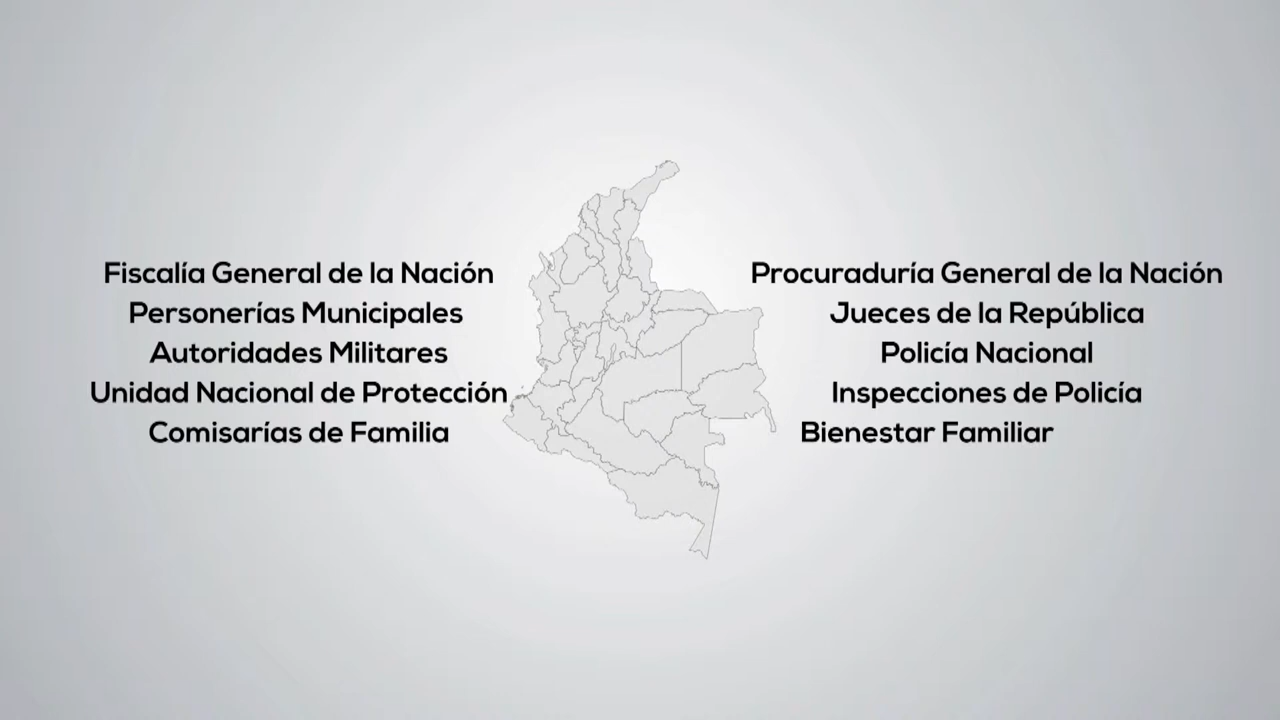 Fiscalía General de la Nación
Personerías Municipales
Autoridades Militares
Unidad Nacional de Protección
Comisarías de Familia
Procuraduría General de la Nación
Jueces de la República
Policía Nacional
Inspecciones de Policía
Bienestar Familiar